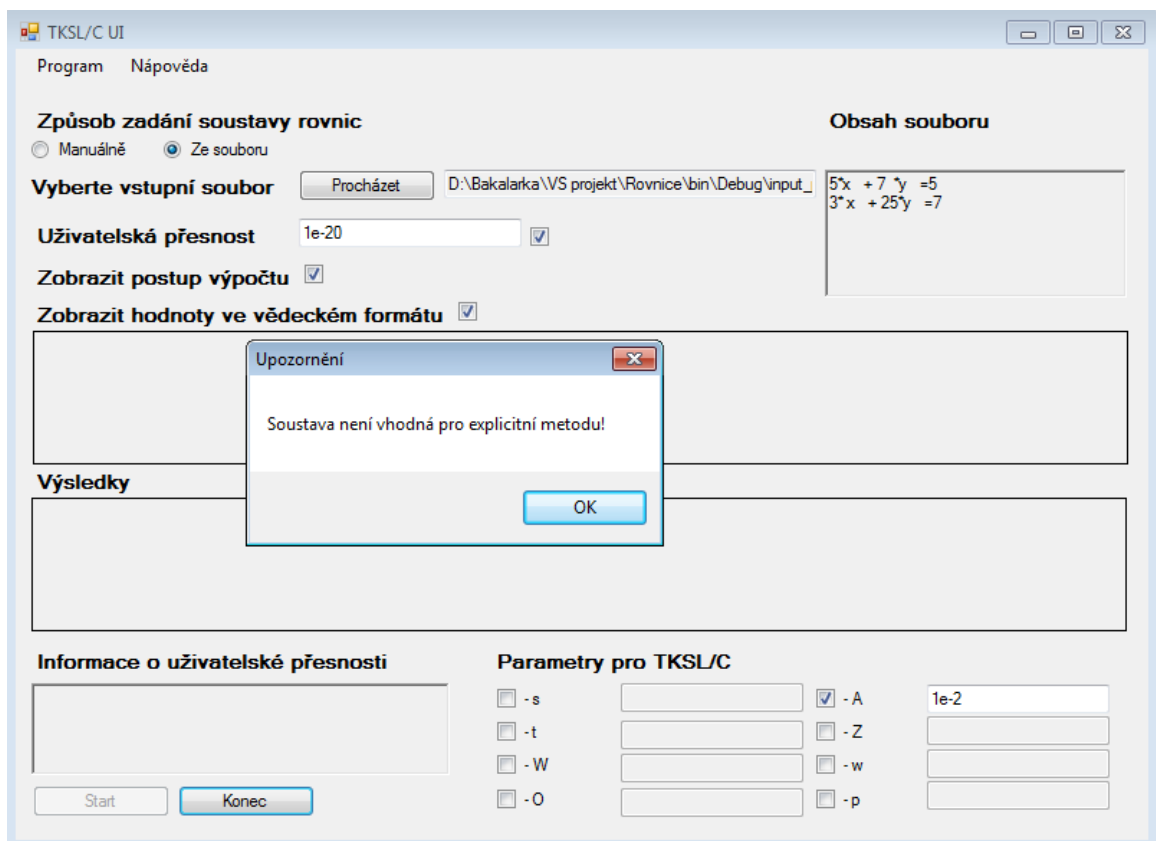 TKSL/C UI
Program Nápověda
Způsob zadání soustavy rovnic
Obsah souboru
Manuálně Ze souboru
Vyberte vstupní soubor Procházet D:\Bakalarka\VS projekt\Rovnice\bin\Debug\input_
5*x + 7 *y =5
3* x + 25*y =7
Uživatelská přesnost 1e-20
Zobrazit postup výpočtu
Zobrazit hodnoty ve vědeckém formátu
Upozornění
Soustava není vhodná pro explicitní metodu!
OK
Výsledky
Informace o uživatelské přesnosti
Parametry pro TKSL/C
- s - A 1e-2
- t - Z
- W - w
- O - p
Start Konec